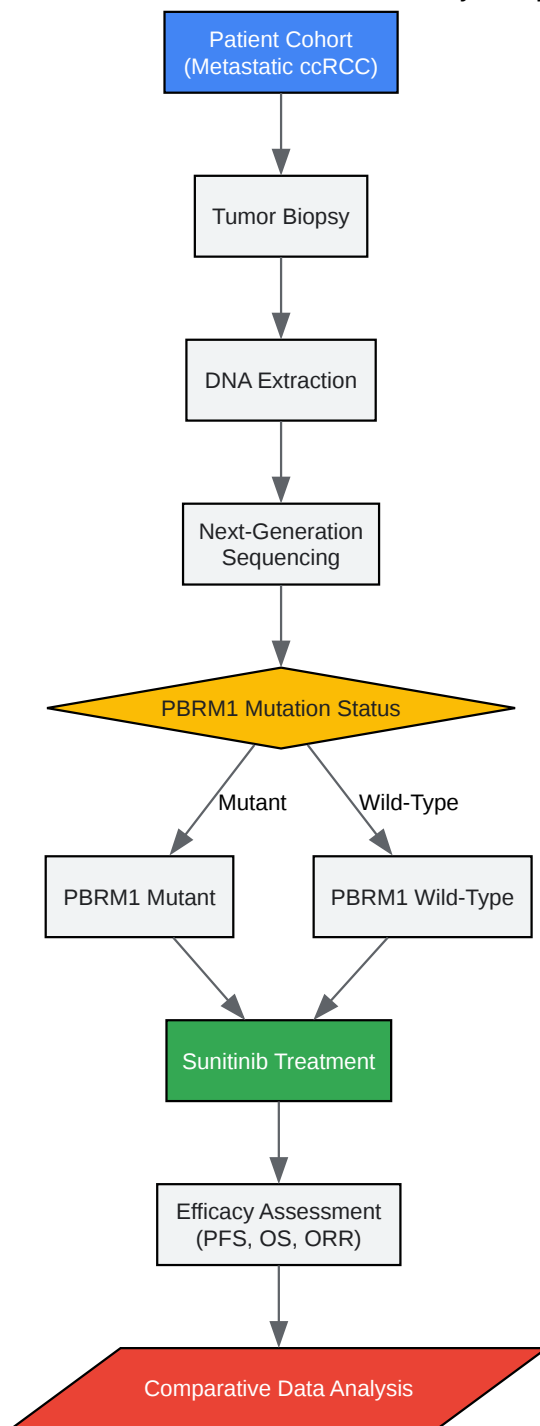 Patient Cohort
(Metastatic ccRCC)
Tumor Biopsy
DNA Extraction
Next-Generation
Sequencing
PBRM1 Mutation Status
Mutant
Wild-Type
PBRM1 Mutant
PBRM1 Wild-Type
Sunitinib Treatment
Efficacy Assessment
(PFS, OS, ORR)
Comparative Data Analysis